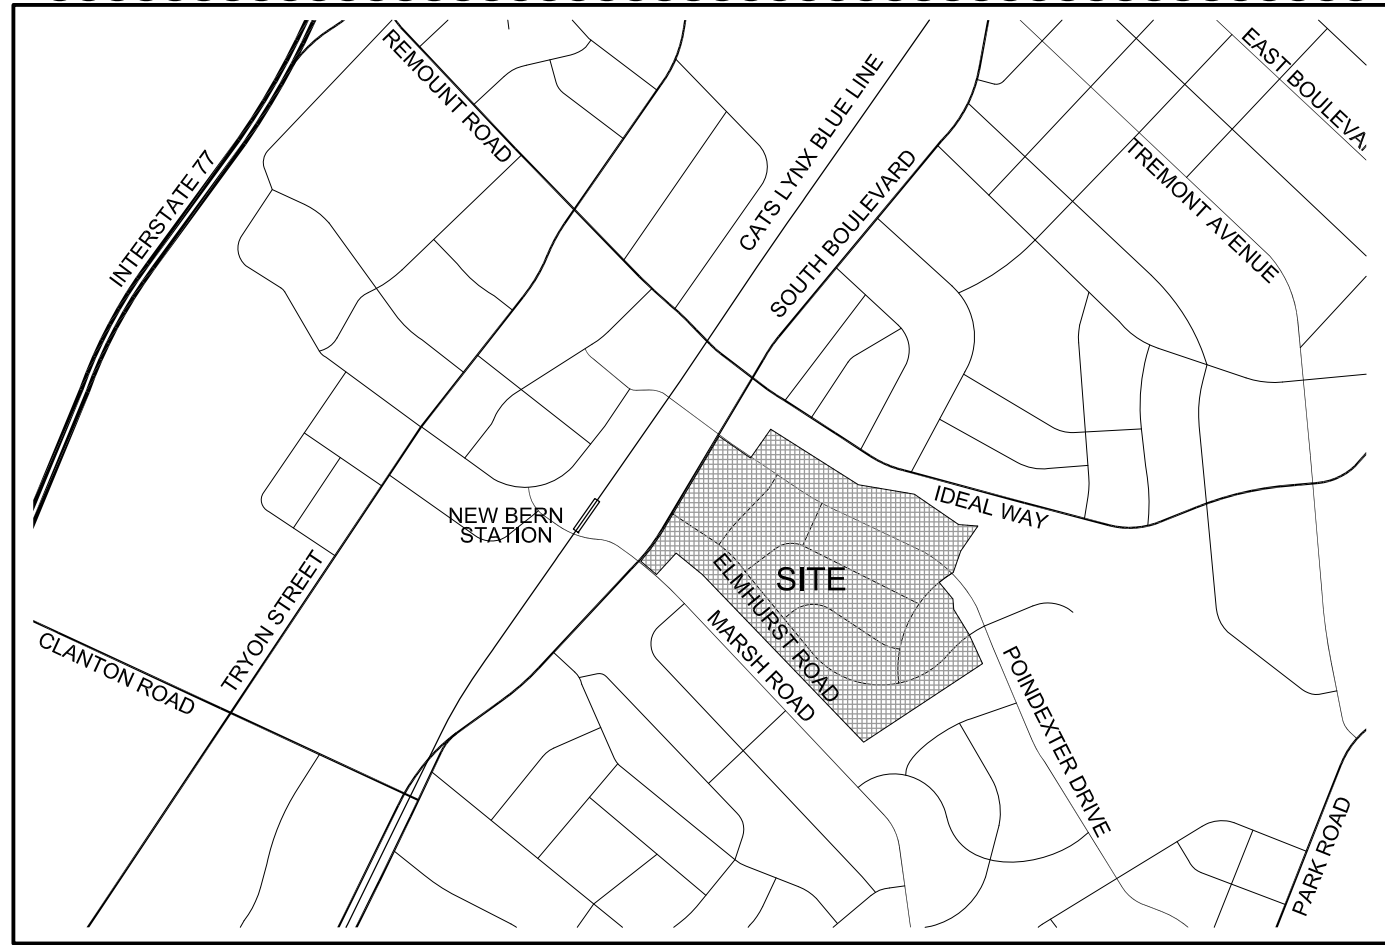 REMOUNT ROAD
EAST BOULEVA
CATS LYNX BLUE LINE
TREMONT AVENUE
INTERSTATE 77
SOUTH BOULEVARD
IDEAL WAY
NEW BERN
STATION
SITE
ELMHURST ROAD
MARSH ROAD
TRYON STREET
CLANTON ROAD
POINDEXTER DRIVE
PARK ROAD